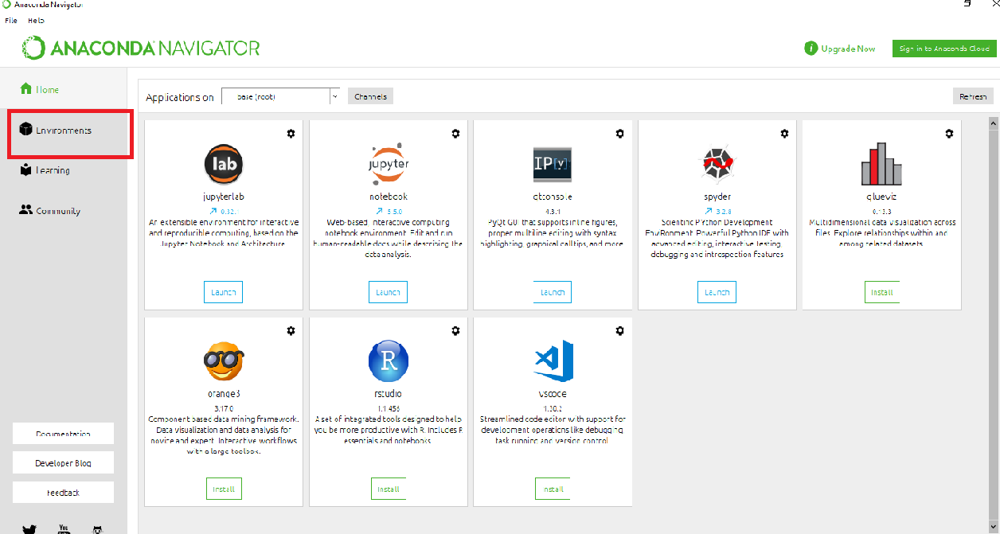 Anaconda Navigator
File Help
ANACONDA NAVIGATOR
i Upgrade Now
Sign in to Anaconda Cloud
Home
Environments
Learning
Community
Documentation
Developer Blog
Feedback
You
Applications on base (root) Channels
Refresh
lab
jupyterlab
0.32.1
An extensible environment for interactive
and reproducible computing, based on the
Jupyter Notebook and Architecture.
Launch
jupyter
notebook
5.5.0
Web-based, interactive computing
notebook environment. Edit and run
human-readable docs while describing the
data analysis.
Launch
IP[y]
qtconsole
4.3.1
PyQt GUI that supports inline figures,
proper multiline editing with syntax
highlighting, graphical calltips, and more.
Launch
spyder
3.2.8
Scientific PYthon Development
EnviRonment. Powerful Python IDE with
advanced editing, interactive testing,
debugging and introspection features
Launch
glueviz
0.13.3
Multidimensional data visualization across
files. Explore relationships within and
among related datasets.
Install
orange3
3.17.0
Component based data mining framework.
Data visualization and data analysis for
novice and expert. Interactive workflows
with a large toolbox.
Install
R
rstudio
1.1.456
A set of integrated tools designed to help
you be more productive with R. Includes R
essentials and notebooks.
Install
vscode
1.30.2
Streamlined code editor with support for
development operations like debugging,
task running and version control.
Install